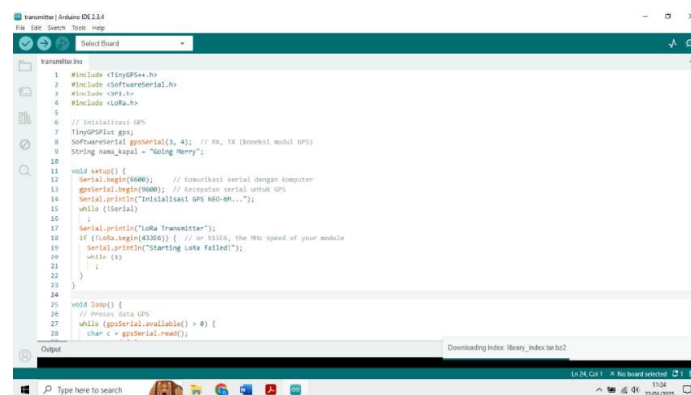 transmitter | Arduino IDE 2.3.4
File Edit Sketch Tools Help
Select Board
transmitter.ino
1 #include <TinyGPS++.h>
2 #include <SoftwareSerial.h>
3 #include <SPI.h>
4 #include <LoRa.h>
5
6 // Inisialisasi GPS
7 TinyGPSPlus gps;
8 SoftwareSerial gpsSerial(3, 4); // RX, TX (koneksi modul GPS)
9 String nama_kapal = "Going Merry";
10
11 void setup() {
12 Serial.begin(9600); // Komunikasi serial dengan komputer
13 gpsSerial.begin(9600); // Kecepatan serial untuk GPS
14 Serial.println("Inisialisasi GPS NEO-6M...");
15 while (!Serial)
16 ;
17 Serial.println("LoRa Transmitter");
18 if (!LoRa.begin(433E6)) { // or 915E6, the MHz speed of your module
19 Serial.println("Starting LoRa failed!");
20 while (1)
21 ;
22 }
23 }
24
25 void loop() {
26 // Proses data GPS
27 while (gpsSerial.available() > 0) {
28 char c = gpsSerial.read();
Output
Downloading index: library_index.tar.bz2
Ln 24, Col 1 × No board selected 1
Type here to search
11:04
22/04/2025